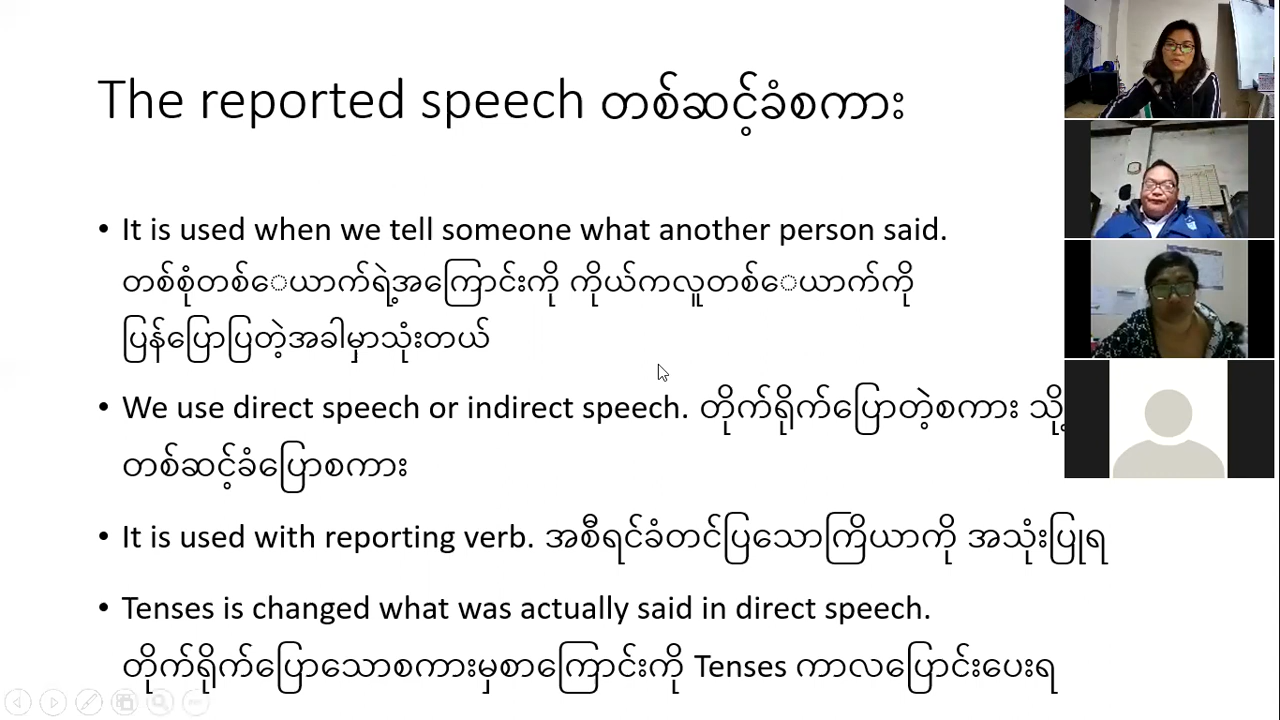 The reported speech တစ်ဆင့်ခံစကား
• It is used when we tell someone what another person said.
တစ်စုံတစ်ေယာက်ရဲ့အကြောင်းကို ကိုယ်ကလူတစ်ေယာက်ကို
ပြန်ပြောပြတဲ့အခါမှာသုံးတယ်
• We use direct speech or indirect speech. တိုက်ရိုက်ပြောတဲ့စကား သို့
တစ်ဆင့်ခံပြောစကား
• It is used with reporting verb. အစီရင်ခံတင်ပြသောကြိယာကို အသုံးပြုရ
• Tenses is changed what was actually said in direct speech.
တိုက်ရိုက်ပြောသောစကားမှစာကြောင်းကို Tenses ကာလပြောင်းပေးရ